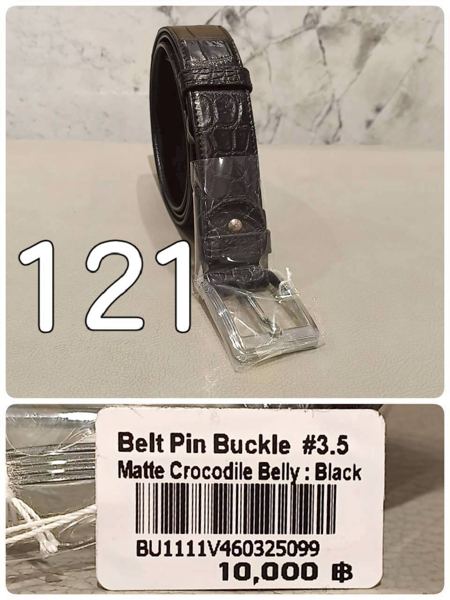 121
Belt Pin Buckle #3.5
Matte Crocodile Belly : Black
BU1111V460325099
10,000 ฿